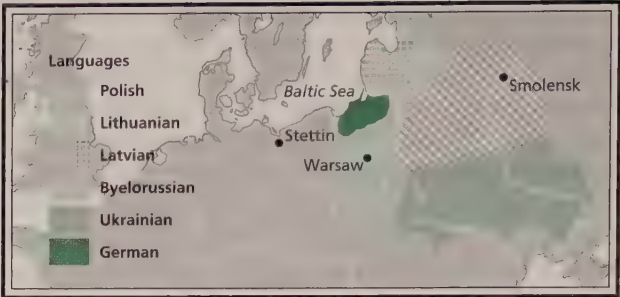 Languages
Polish
Lithuanian
Latvian
Byelorussian
Ukrainian
German
Baltic Sea
Smolensk
Stettin
Warsaw